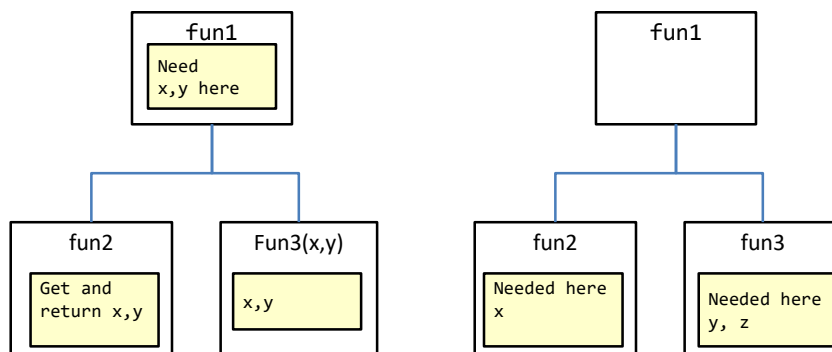 fun1
Need
x,y here
fun2
Get and
return x,y
Fun3(x,y)
x,y
fun1
fun2
Needed here
x
fun3
Needed here
y, z